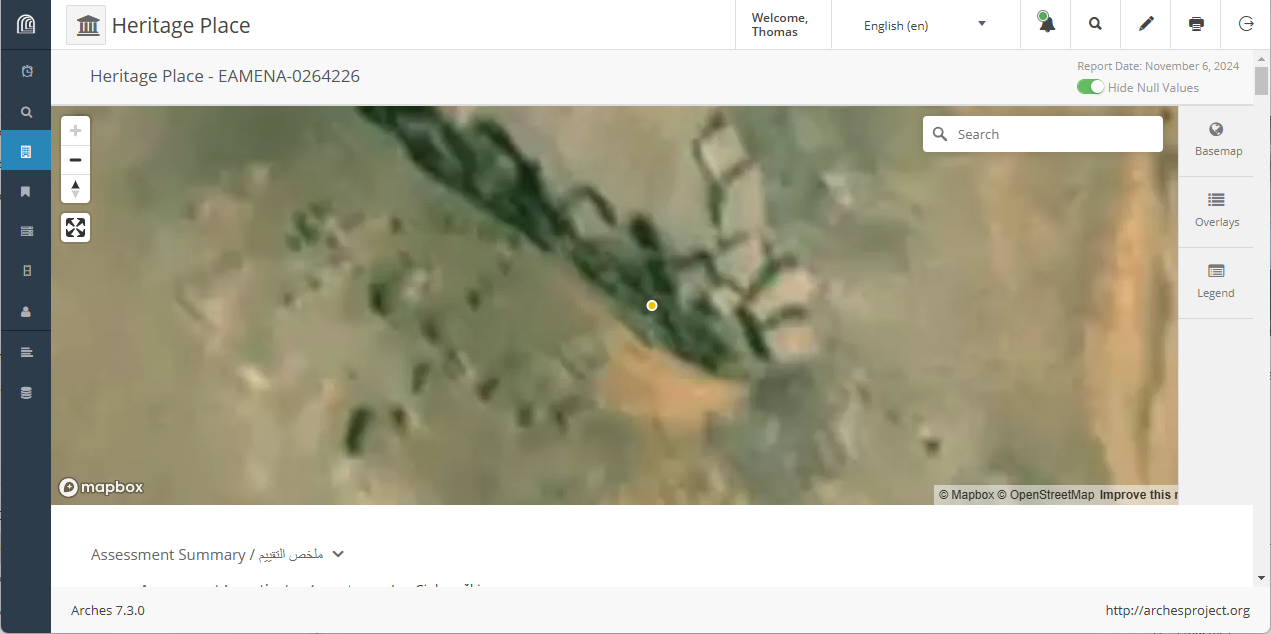 Heritage Place
Welcome,
Thomas
English (en)
Heritage Place - EAMENA-0264226
Report Date: November 6, 2024
Hide Null Values
Search
Basemap
Overlays
Legend
mapbox
© Mapbox © OpenStreetMap Improve this
Assessment Summary / ملخص التقييم
Arches 7.3.0
http://archesproject.org